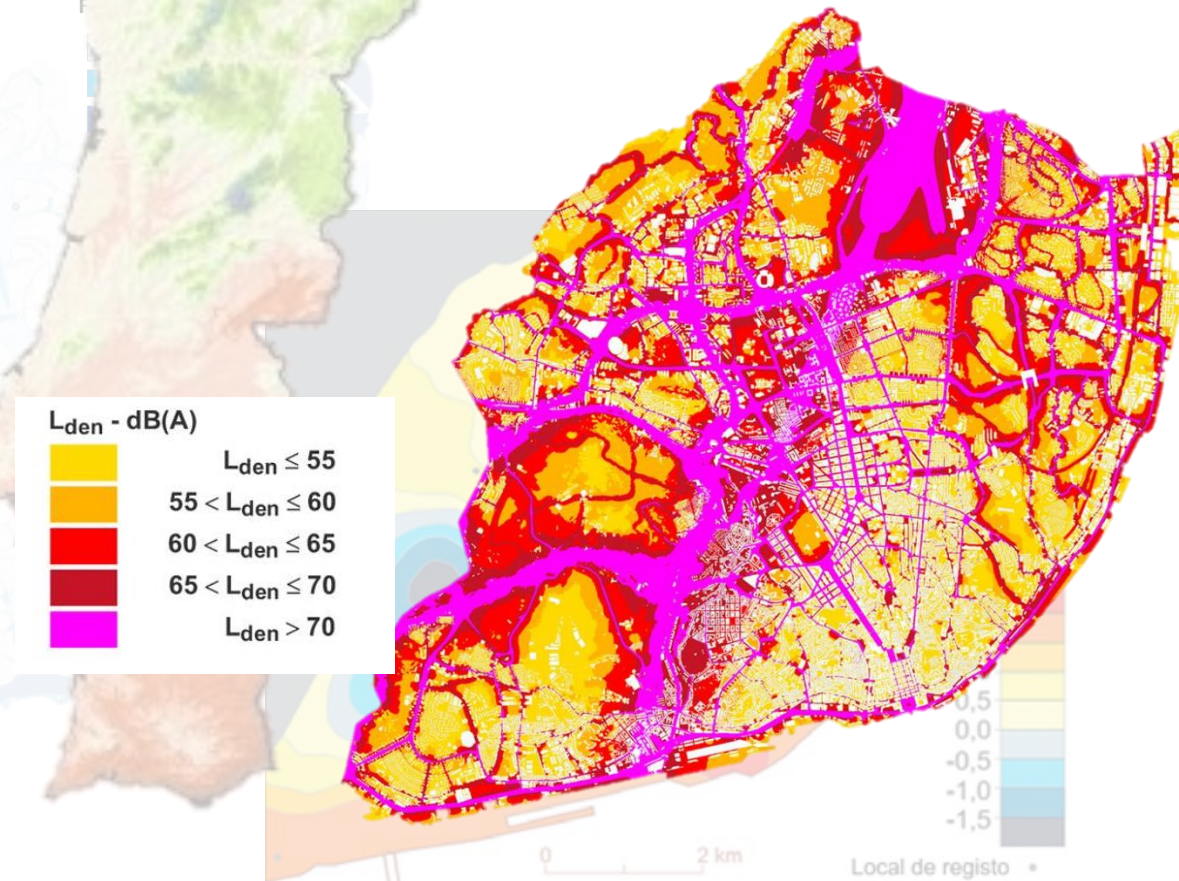 Lden - dB(A)
Lden ≤ 55
55 < Lden ≤ 60
60 < Lden ≤ 65
65 < Lden ≤ 70
Lden > 70
0,5
0,0
-0,5
-1,0
-1,5
0 2 km
Local de registo